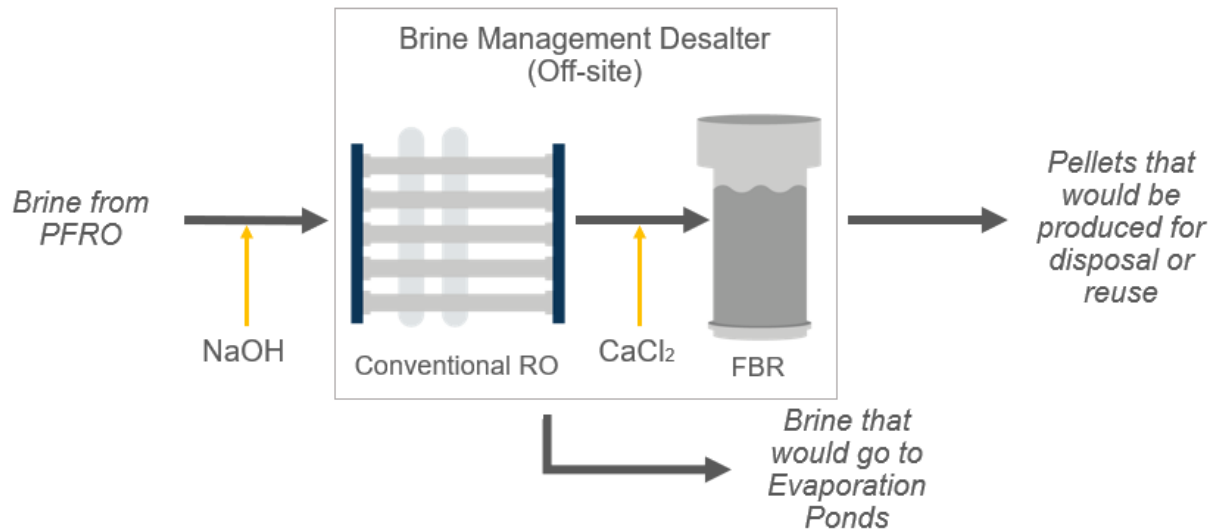 Brine Management Desalter
(Off-site)
Brine from
PFRO
NaOH
Conventional RO
CaCl₂
FBR
Pellets that
would be
produced for
disposal or
reuse
Brine that
would go to
Evaporation
Ponds